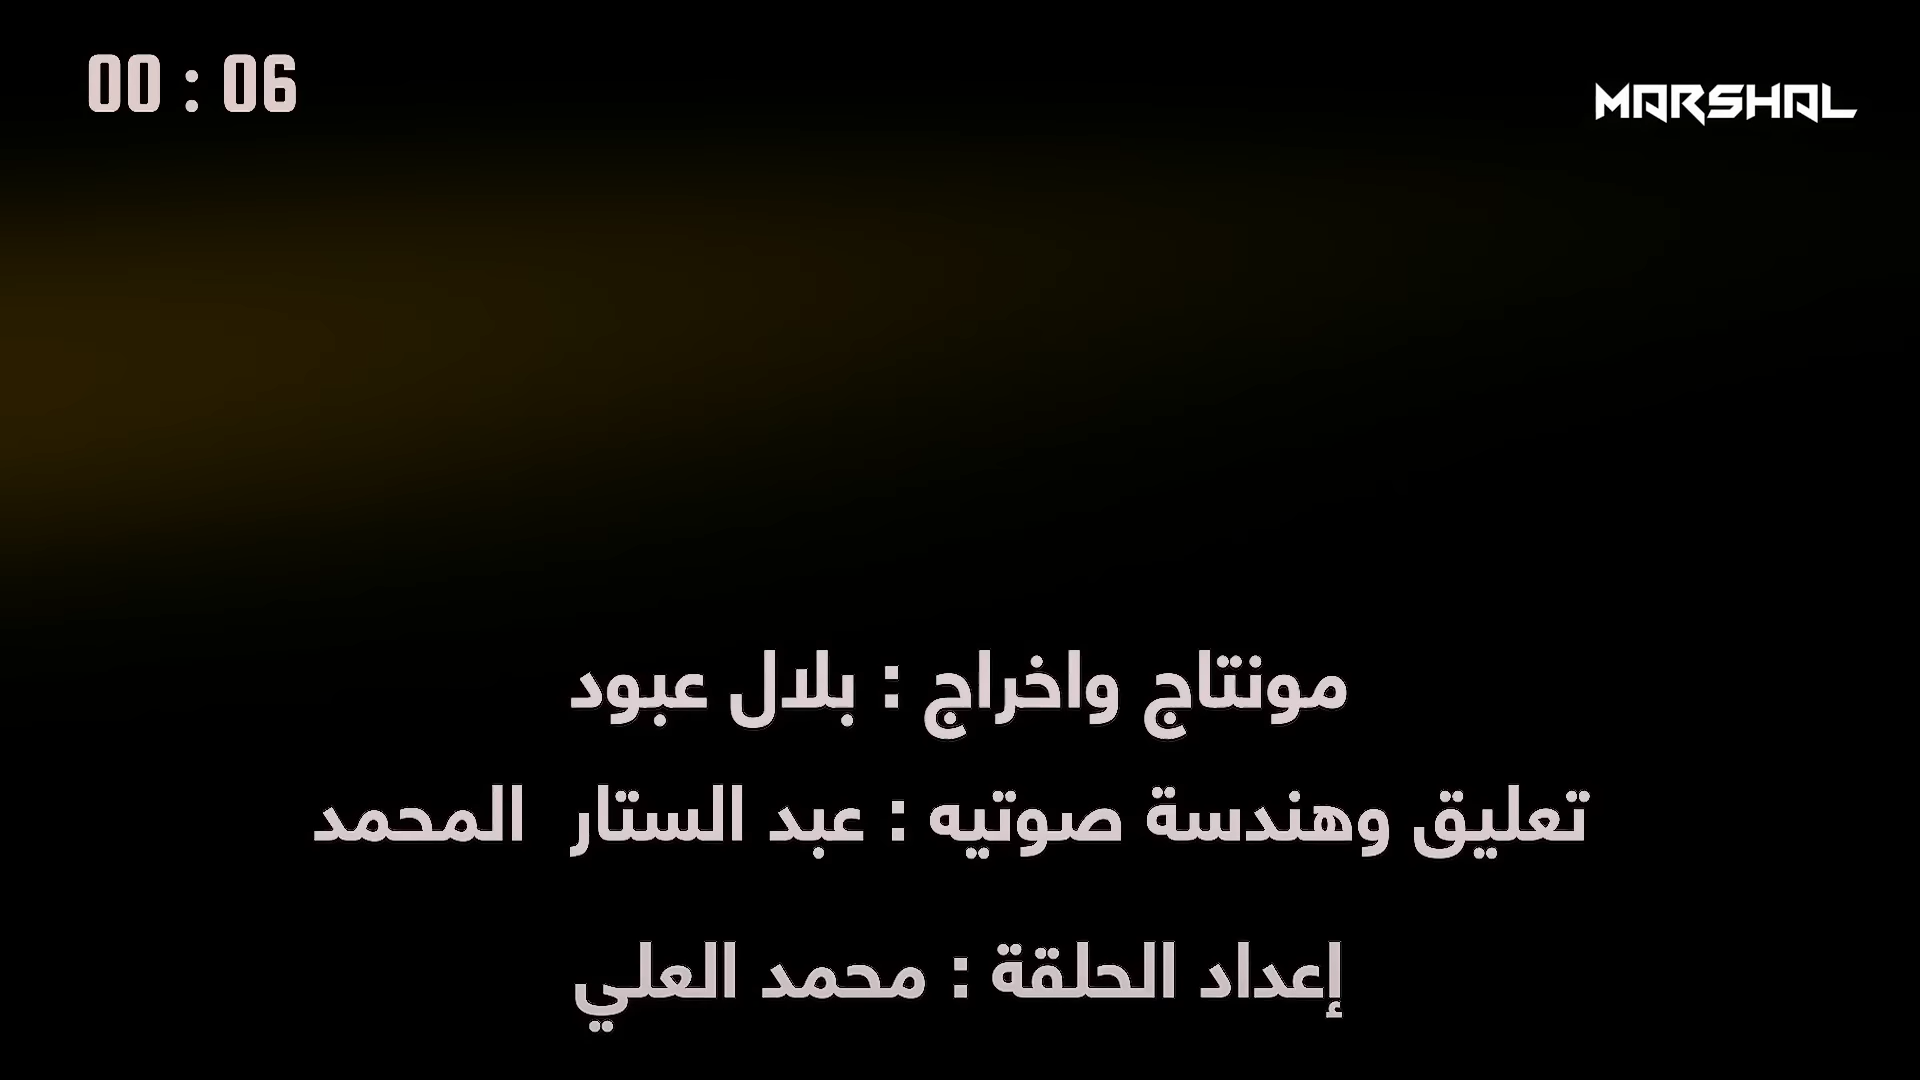 00 : 06
MARSHAL
مونتاج واخراج : بلال عبود
تعليق وهندسة صوتيه : عبد الستار المحمد
إعداد الحلقة : محمد العلي